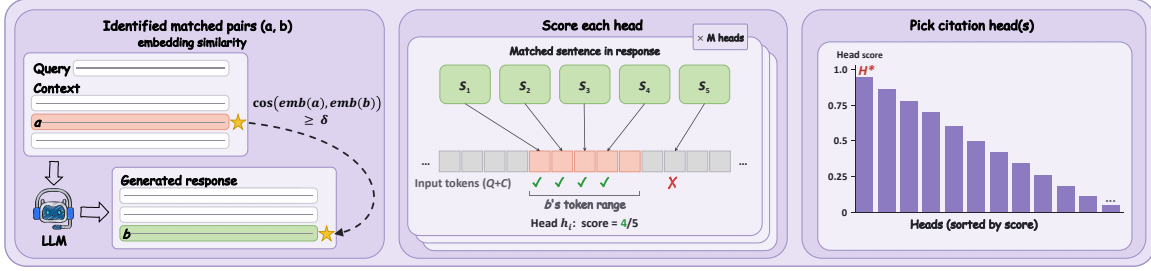 Identified matched pairs (a, b)
embedding similarity
Query
Context
a
cos(emb(a), emb(b))
≥ δ
Generated response
b
LLM
Score each head
× M heads
Matched sentence in response
S₁ S₂ S₃ S₄ S₅
... ...
Input tokens (Q+C) ✓ ✓ ✓ ✓ ✗
b's token range
Head hᵢ: score = 4/5
Pick citation head(s)
Head score
1.0
H*
0.75
0.5
0.25
0
...
Heads (sorted by score)